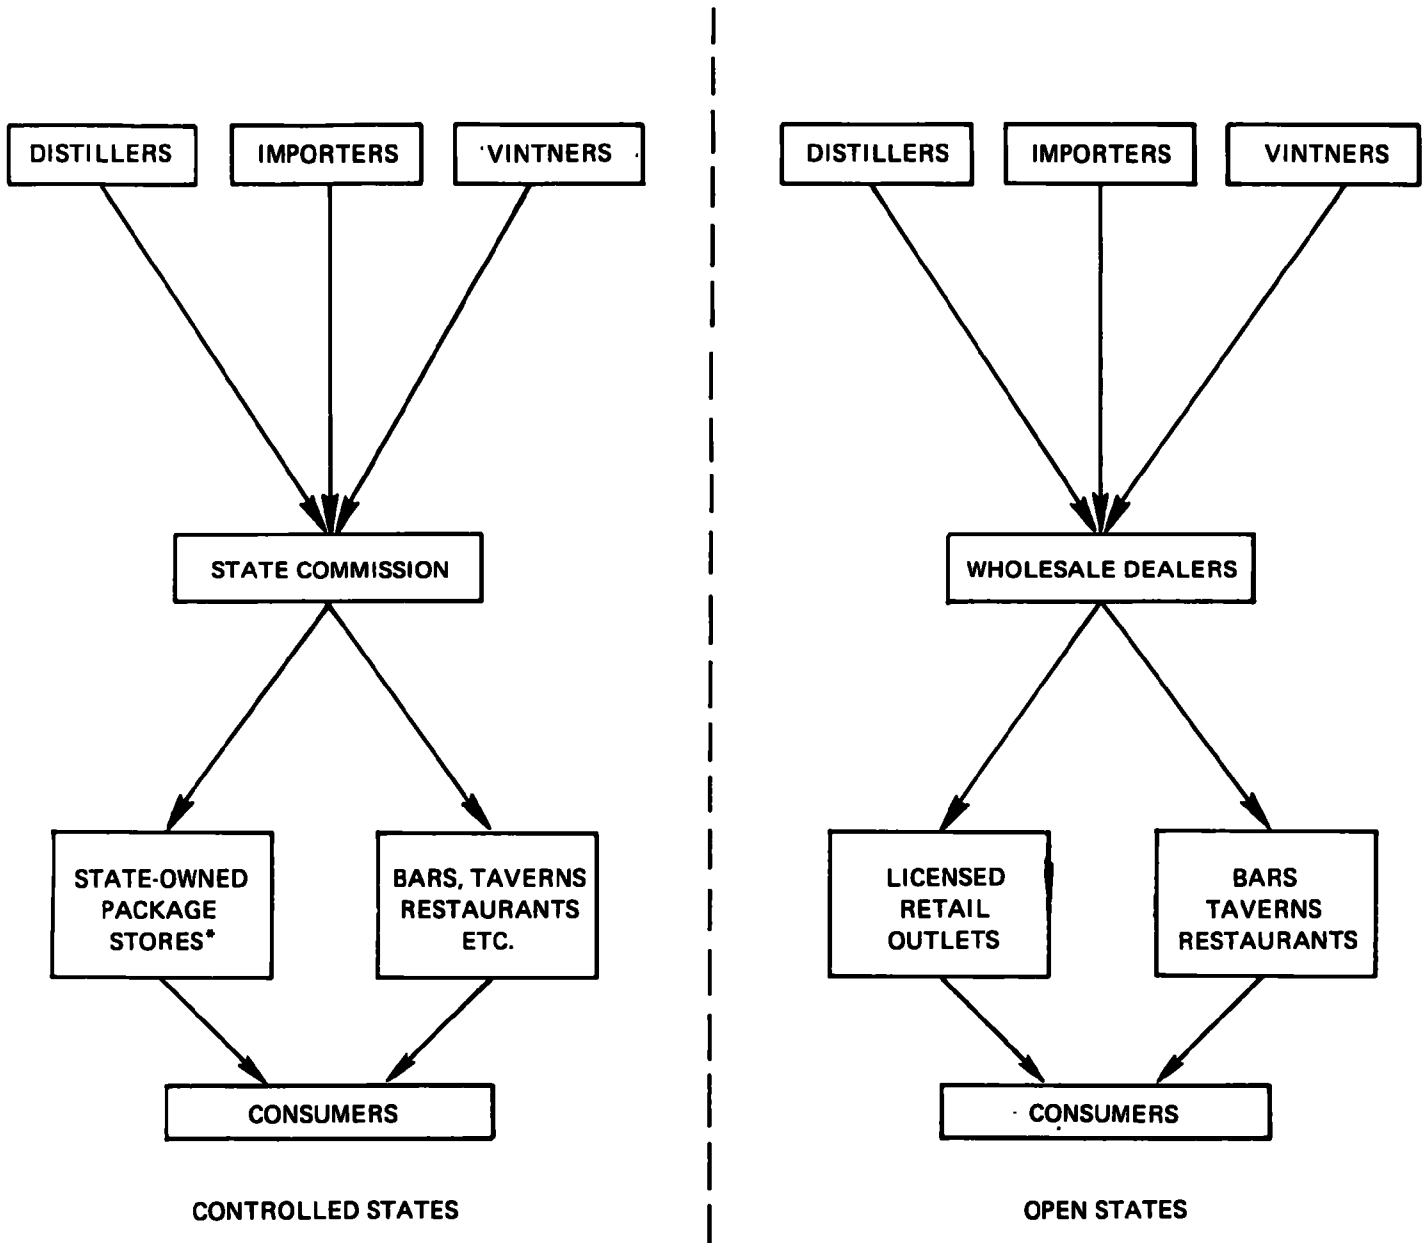 DISTILLERS
IMPORTERS
VINTNERS
STATE COMMISSION
STATE-OWNED
PACKAGE
STORES*
BARS, TAVERNS
RESTAURANTS
ETC.
CONSUMERS
CONTROLLED STATES
DISTILLERS
IMPORTERS
VINTNERS
WHOLESALE DEALERS
LICENSED
RETAIL
OUTLETS
BARS
TAVERNS
RESTAURANTS
CONSUMERS
OPEN STATES